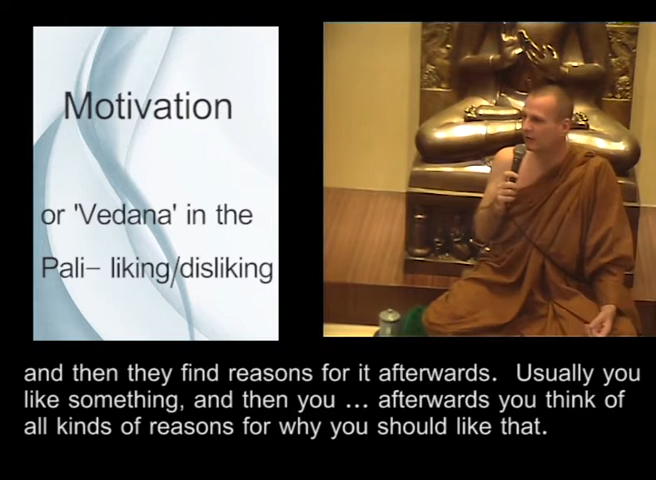 Motivation
or 'Vedana' in the
Pali– liking/disliking
and then they find reasons for it afterwards.  Usually you
like something, and then you ... afterwards you think of
all kinds of reasons for why you should like that.